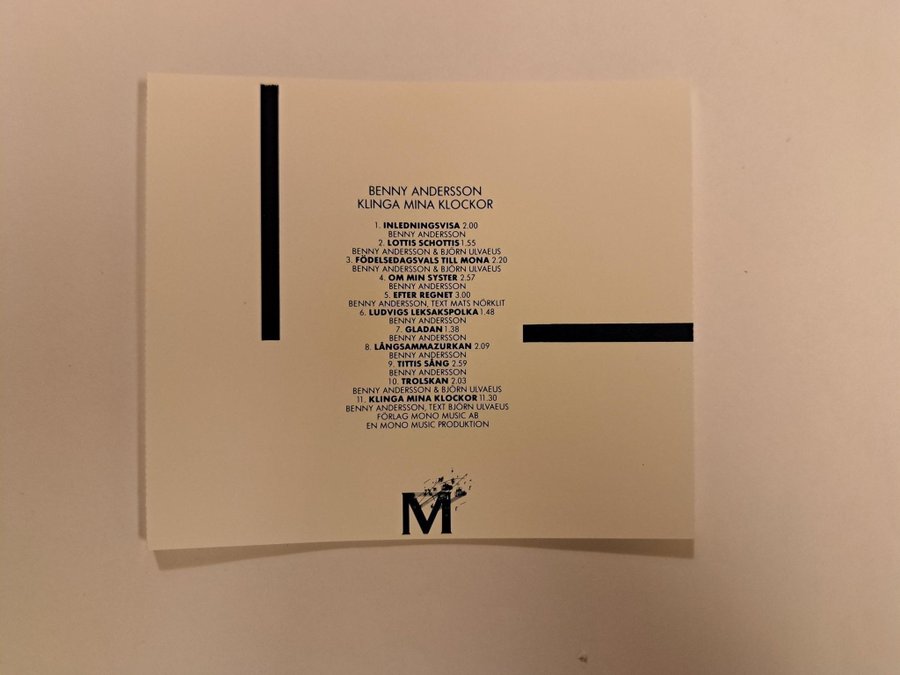 BENNY ANDERSSON
KLINGA MINA KLOCKOR
1. INLEDNINGSVISA 2.00
BENNY ANDERSSON
2. LOTTIS SCHOTTIS 1.55
BENNY ANDERSSON & BJÖRN ULVAEUS
3. FÖDELSEDAGSVALS TILL MONA 2.20
BENNY ANDERSSON & BJÖRN ULVAEUS
4. OM MIN SYSTER 2.57
BENNY ANDERSSON
5. EFTER REGNET 3.00
BENNY ANDERSSON, TEXT MATS NÖRKLIT
6. LUDVIGS LEKSAKSPOLKA 1.48
BENNY ANDERSSON
7. GLADAN 1.38
BENNY ANDERSSON
8. LÅNGSAMMAZURKAN 2.09
BENNY ANDERSSON
9. TITTIS SÅNG 2.59
BENNY ANDERSSON
10. TROLSKAN 2.03
BENNY ANDERSSON & BJÖRN ULVAEUS
11. KLINGA MINA KLOCKOR 11.30
BENNY ANDERSSON, TEXT BJÖRN ULVAEUS
FÖRLAG MONO MUSIC AB
EN MONO MUSIC PRODUKTION
M